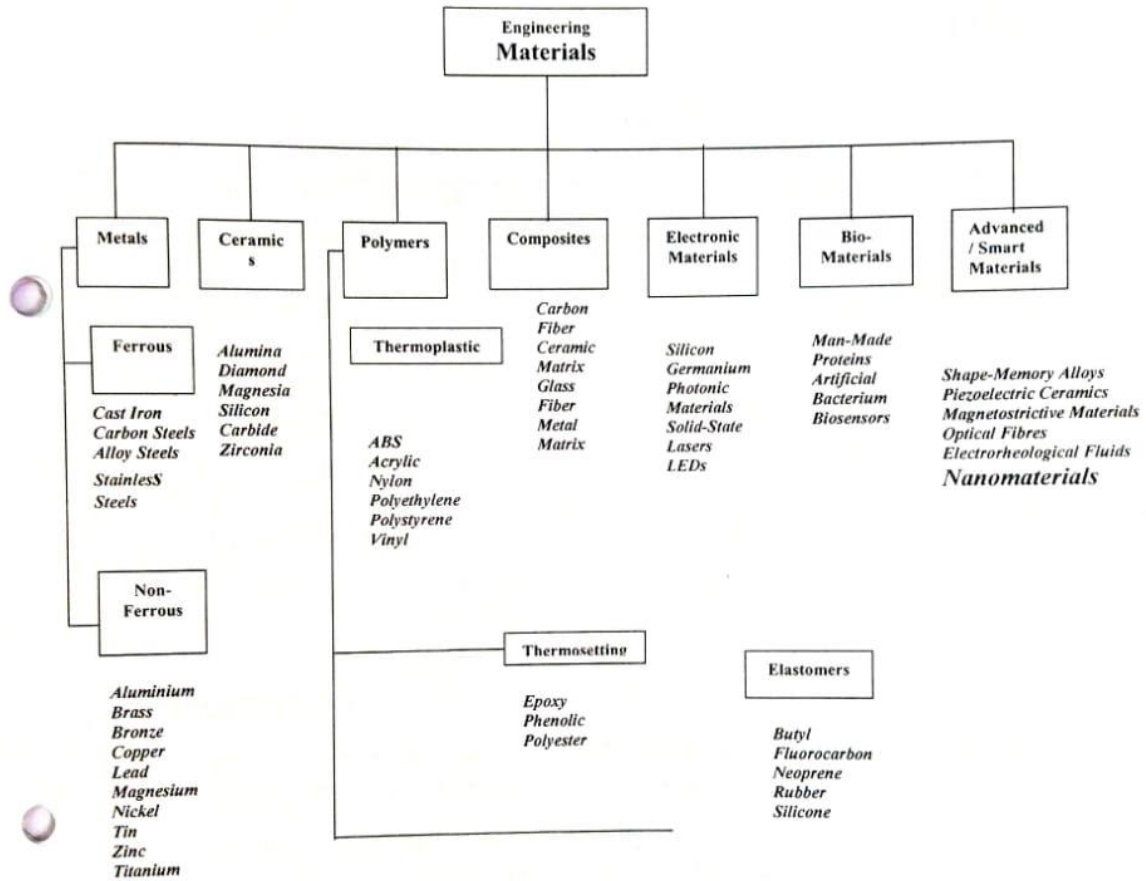 Engineering
Materials
Metals
Ceramic
s
Polymers
Composites
Electronic
Materials
Bio-
Materials
Advanced
/ Smart
Materials
Ferrous
Cast Iron
Carbon Steels
Alloy Steels
StainlesS
Steels
Non-
Ferrous
Aluminium
Brass
Bronze
Copper
Lead
Magnesium
Nickel
Tin
Zinc
Titanium
Alumina
Diamond
Magnesia
Silicon
Carbide
Zirconia
Thermoplastic
ABS
Acrylic
Nylon
Polyethylene
Polystyrene
Vinyl
Thermosetting
Epoxy
Phenolic
Polyester
Elastomers
Butyl
Fluorocarbon
Neoprene
Rubber
Silicone
Carbon
Fiber
Ceramic
Matrix
Glass
Fiber
Metal
Matrix
Silicon
Germanium
Photonic
Materials
Solid-State
Lasers
LEDs
Man-Made
Proteins
Artificial
Bacterium
Biosensors
Shape-Memory Alloys
Piezoelectric Ceramics
Magnetostrictive Materials
Optical Fibres
Electrorheological Fluids
Nanomaterials